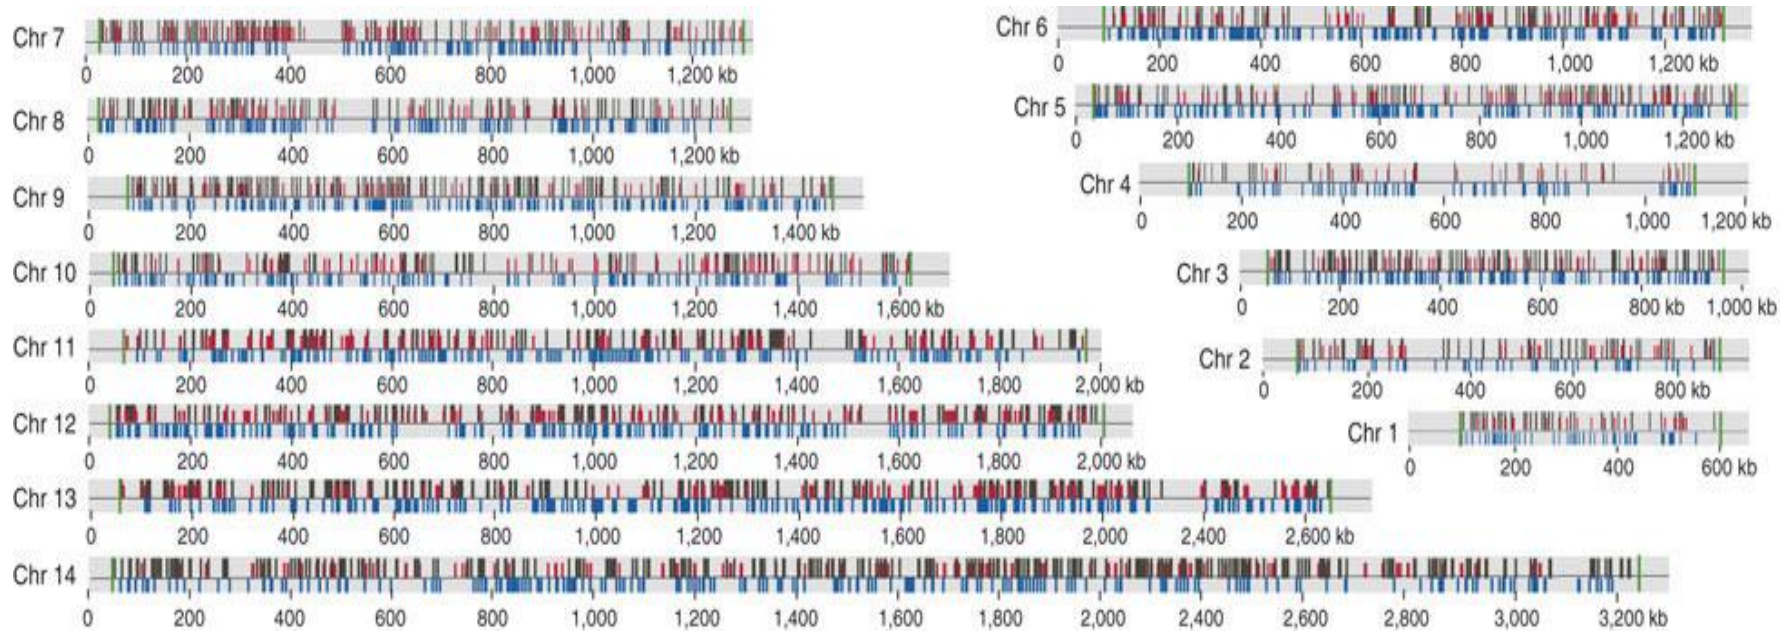 Chr 7
0 200 400 600 800 1,000 1,200 kb
Chr 8
0 200 400 600 800 1,000 1,200 kb
Chr 9
0 200 400 600 800 1,000 1,200 1,400 kb
Chr 10
0 200 400 600 800 1,000 1,200 1,400 1,600 kb
Chr 11
0 200 400 600 800 1,000 1,200 1,400 1,600 1,800 2,000 kb
Chr 12
0 200 400 600 800 1,000 1,200 1,400 1,600 1,800 2,000 kb
Chr 13
0 200 400 600 800 1,000 1,200 1,400 1,600 1,800 2,000 2,200 2,400 2,600 kb
Chr 14
0 200 400 600 800 1,000 1,200 1,400 1,600 1,800 2,000 2,200 2,400 2,600 2,800 3,000 3,200 kb
Chr 6
0 200 400 600 800 1,000 1,200 kb
Chr 5
0 200 400 600 800 1,000 1,200 kb
Chr 4
0 200 400 600 800 1,000 1,200 kb
Chr 3
0 200 400 600 800 kb 1,000 kb
Chr 2
0 200 400 600 800 kb
Chr 1
0 200 400 600 kb